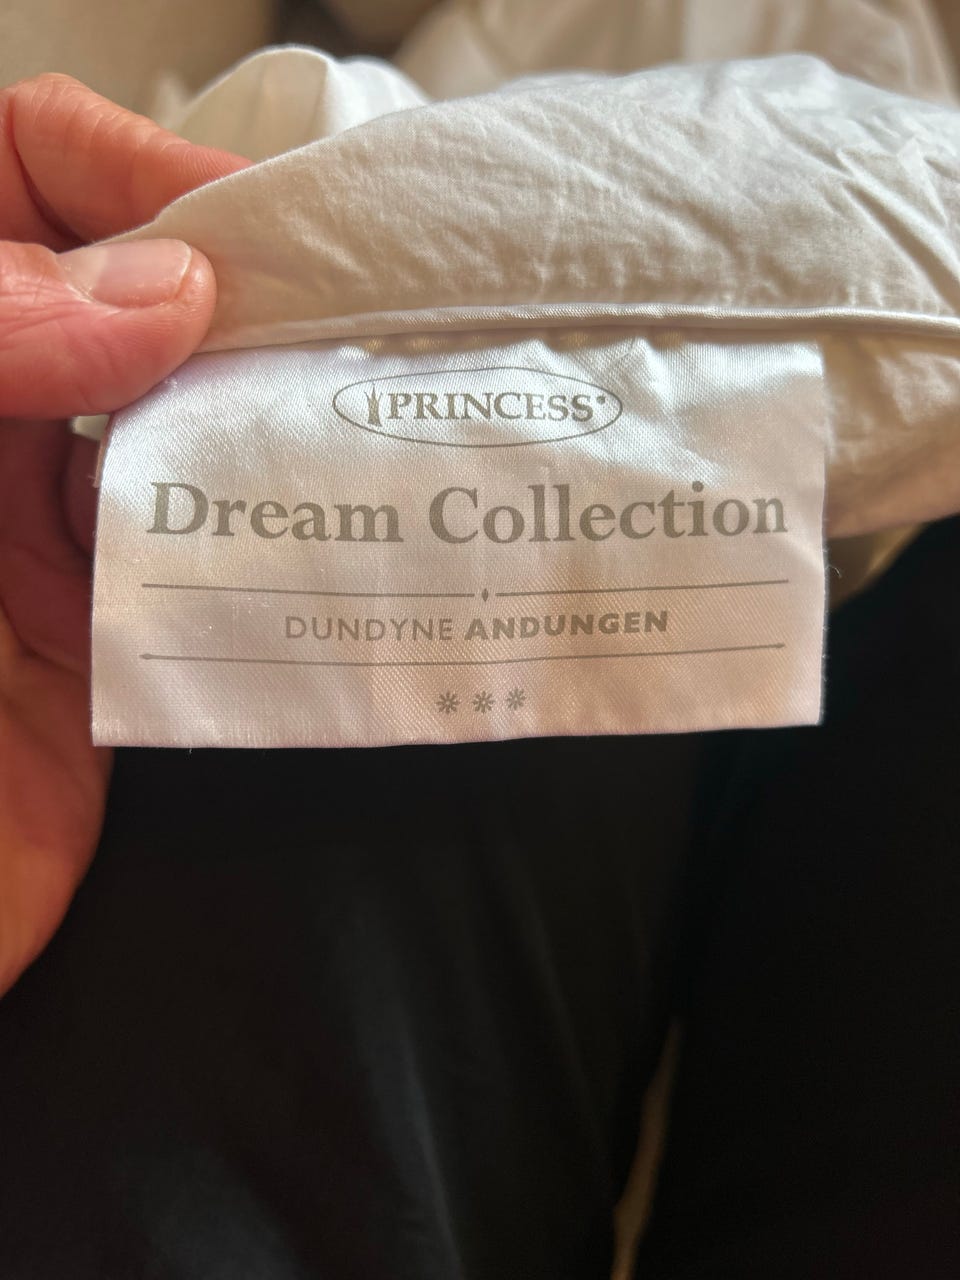 PRINCESS®
Dream Collection
DUNDYNE ANDUNGEN
***